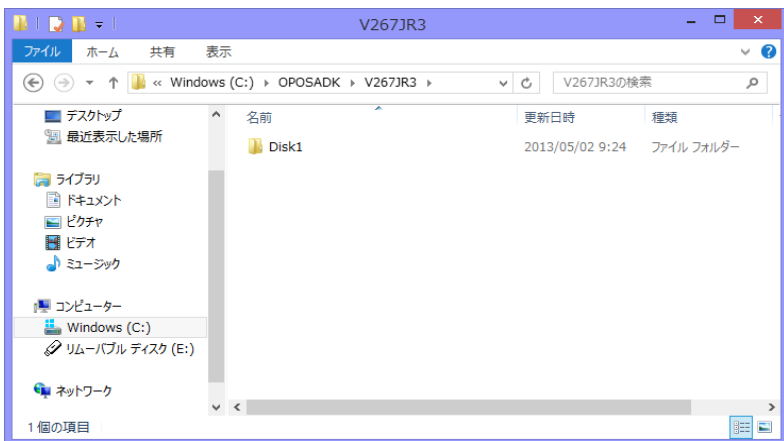 V267JR3
ファイル ホーム 共有 表示
« Windows (C:) ▸ OPOSADK ▸ V267JR3 ▸ V267JR3の検索
デスクトップ
最近表示した場所
ライブラリ
ドキュメント
ピクチャ
ビデオ
ミュージック
コンピューター
Windows (C:)
リムーバブル ディスク (E:)
ネットワーク
名前 更新日時 種類
Disk1 2013/05/02 9:24 ファイル フォルダー
1 個の項目